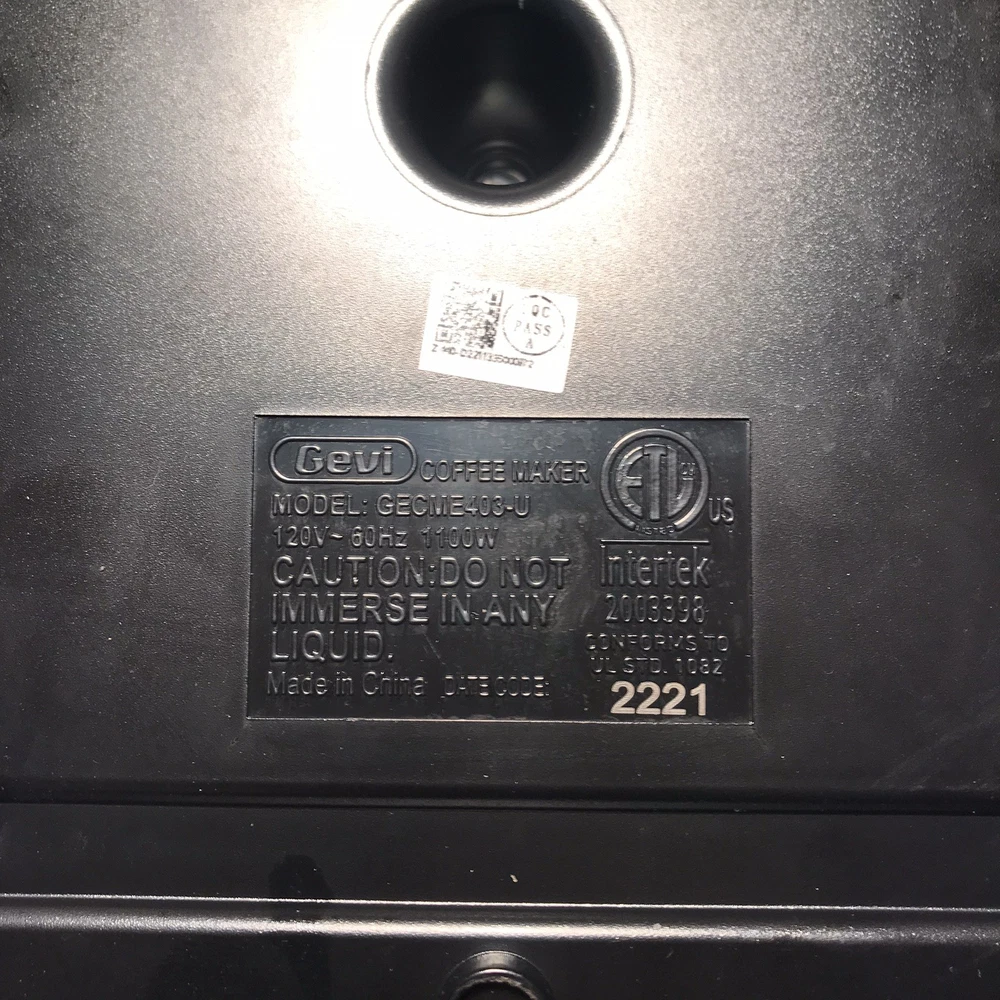 QC
PASS
A
Gevi COFFEE MAKER
MODEL: GECME403-U
120V~ 60Hz 1100W
CAUTION:DO NOT
IMMERSE IN ANY
LIQUID.
Made in China DATE CODE:
2221
ETL
US
Intertek
2003398
CONFORMS TO
UL STD. 1082